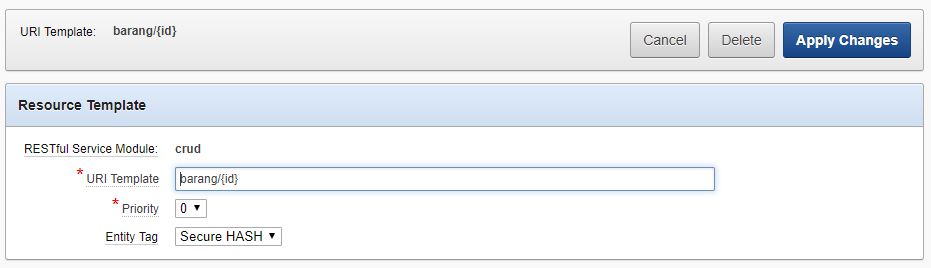 URI Template: barang/{id}
Cancel Delete Apply Changes
Resource Template
RESTful Service Module: crud
* URI Template barang/{id}
* Priority 0 ▼
Entity Tag Secure HASH ▼